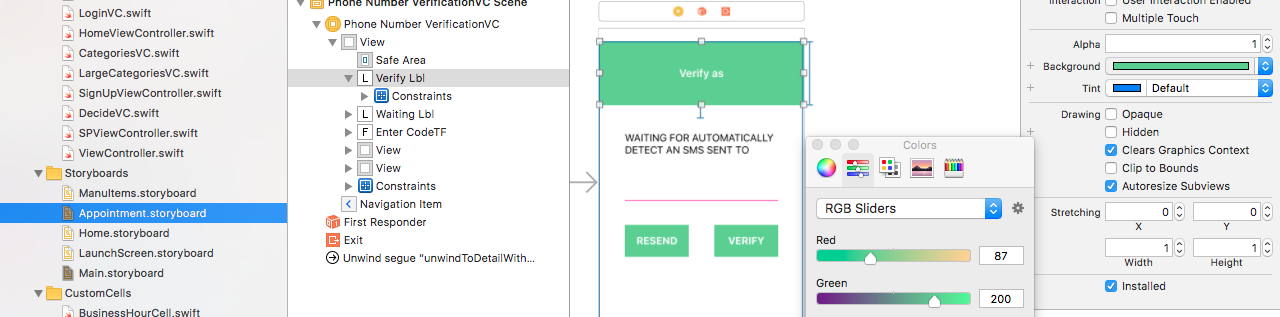 LoginVC.swift
HomeViewController.swift
CategoriesVC.swift
LargeCategoriesVC.swift
SignUpViewController.swift
DecideVC.swift
SPViewController.swift
ViewController.swift
Storyboards
ManuItems.storyboard
Appointment.storyboard
Home.storyboard
LaunchScreen.storyboard
Main.storyboard
CustomCells
BusinessHourCell.swift
Phone Number VerificationVC Scene
Phone Number VerificationVC
View
Safe Area
L Verify Lbl
Constraints
L Waiting Lbl
F Enter CodeTF
View
View
Constraints
Navigation Item
First Responder
Exit
Unwind segue "unwindToDetailWith...
Verify as
WAITING FOR AUTOMATICALLY
DETECT AN SMS SENT TO
RESEND
VERIFY
Colors
RGB Sliders
Red
87
Green
200
Interaction User Interaction Enabled
Multiple Touch
Alpha 1
Background
Tint Default
Drawing Opaque
Hidden
Clears Graphics Context
Clip to Bounds
Autoresize Subviews
Stretching 0 0
X Y
1 1
Width Height
Installed